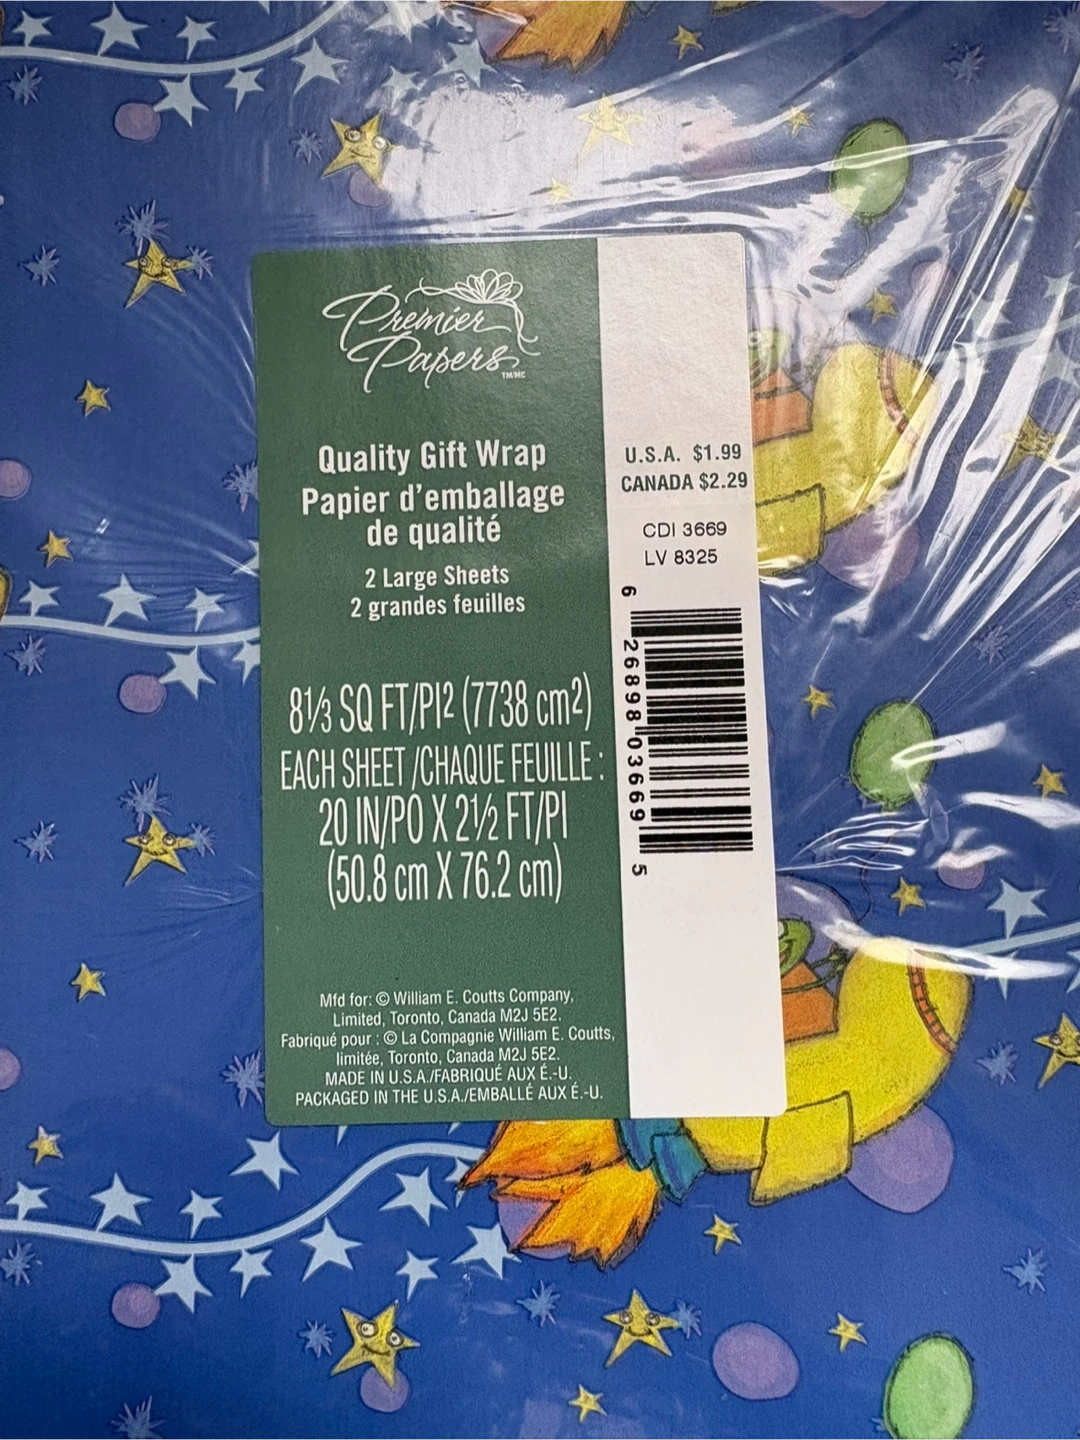 Premier
Papers TM/MC
Quality Gift Wrap
Papier d'emballage
de qualité
2 Large Sheets
2 grandes feuilles
8⅓ SQ FT/PI2 (7738 cm2)
EACH SHEET/CHAQUE FEUILLE :
20 IN/PO X 2½ FT/PI
(50.8 cm X 76.2 cm)
Mfd for: © William E. Coutts Company,
Limited, Toronto, Canada M2J 5E2.
Fabriqué pour : © La Compagnie William E. Coutts,
limitée, Toronto, Canada M2J 5E2.
MADE IN U.S.A./FABRIQUÉ AUX É.-U.
PACKAGED IN THE U.S.A./EMBALLÉ AUX É.-U.
U.S.A. $1.99
CANADA $2.29
CDI 3669
LV 8325
6 26898 03669 5